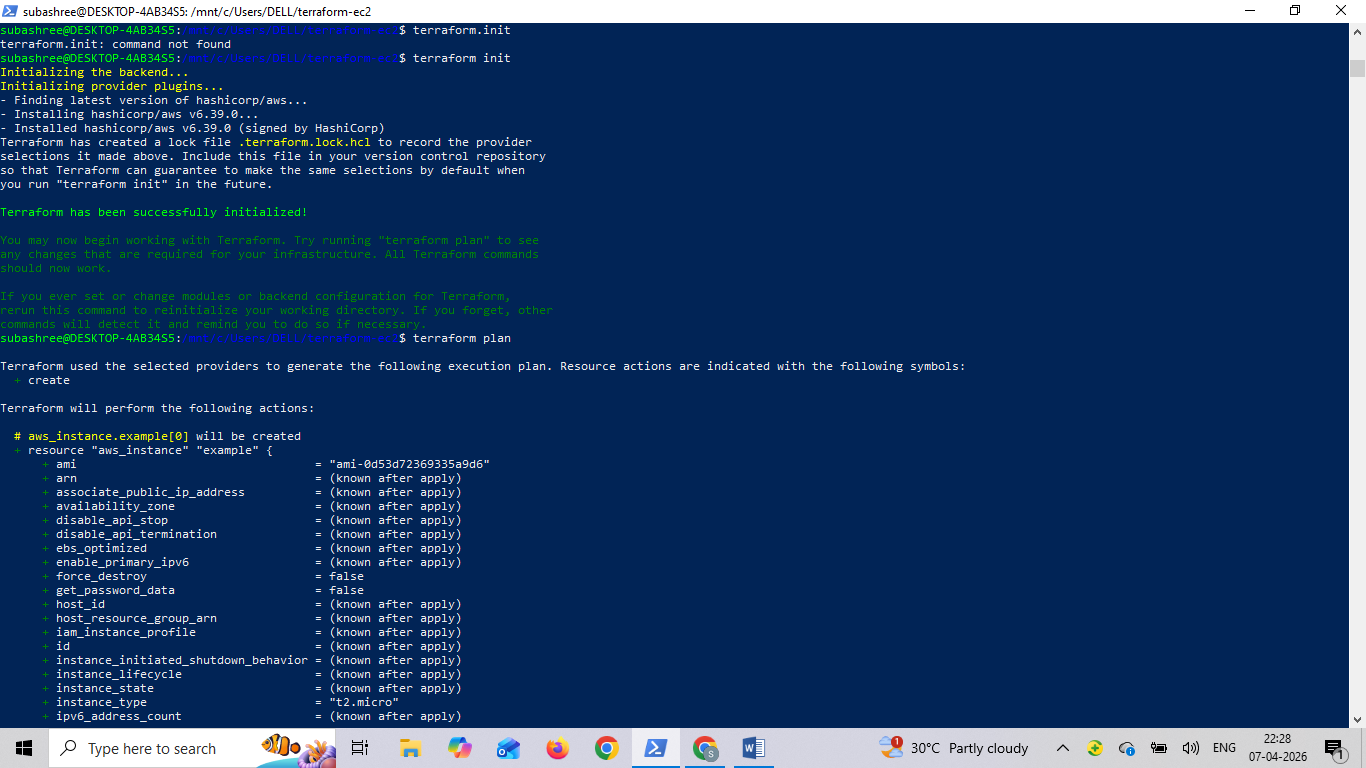 subashree@DESKTOP-4AB34S5: /mnt/c/Users/DELL/terraform-ec2
subashree@DESKTOP-4AB34S5:/mnt/c/Users/DELL/terraform-ec2$ terraform.init
terraform.init: command not found
subashree@DESKTOP-4AB34S5:/mnt/c/Users/DELL/terraform-ec2$ terraform init
Initializing the backend...
Initializing provider plugins...
- Finding latest version of hashicorp/aws...
- Installing hashicorp/aws v6.39.0...
- Installed hashicorp/aws v6.39.0 (signed by HashiCorp)
Terraform has created a lock file .terraform.lock.hcl to record the provider
selections it made above. Include this file in your version control repository
so that Terraform can guarantee to make the same selections by default when
you run "terraform init" in the future.
Terraform has been successfully initialized!
You may now begin working with Terraform. Try running "terraform plan" to see
any changes that are required for your infrastructure. All Terraform commands
should now work.
If you ever set or change modules or backend configuration for Terraform,
rerun this command to reinitialize your working directory. If you forget, other
commands will detect it and remind you to do so if necessary.
subashree@DESKTOP-4AB34S5:/mnt/c/Users/DELL/terraform-ec2$ terraform plan
Terraform used the selected providers to generate the following execution plan. Resource actions are indicated with the following symbols:
+ create
Terraform will perform the following actions:
# aws_instance.example[0] will be created
+ resource "aws_instance" "example" {
+ ami = "ami-0d53d72369335a9d6"
+ arn = (known after apply)
+ associate_public_ip_address = (known after apply)
+ availability_zone = (known after apply)
+ disable_api_stop = (known after apply)
+ disable_api_termination = (known after apply)
+ ebs_optimized = (known after apply)
+ enable_primary_ipv6 = (known after apply)
+ force_destroy = false
+ get_password_data = false
+ host_id = (known after apply)
+ host_resource_group_arn = (known after apply)
+ iam_instance_profile = (known after apply)
+ id = (known after apply)
+ instance_initiated_shutdown_behavior = (known after apply)
+ instance_lifecycle = (known after apply)
+ instance_state = (known after apply)
+ instance_type = "t2.micro"
+ ipv6_address_count = (known after apply)
Type here to search
1
30°C Partly cloudy
ENG
22:28
07-04-2026
1